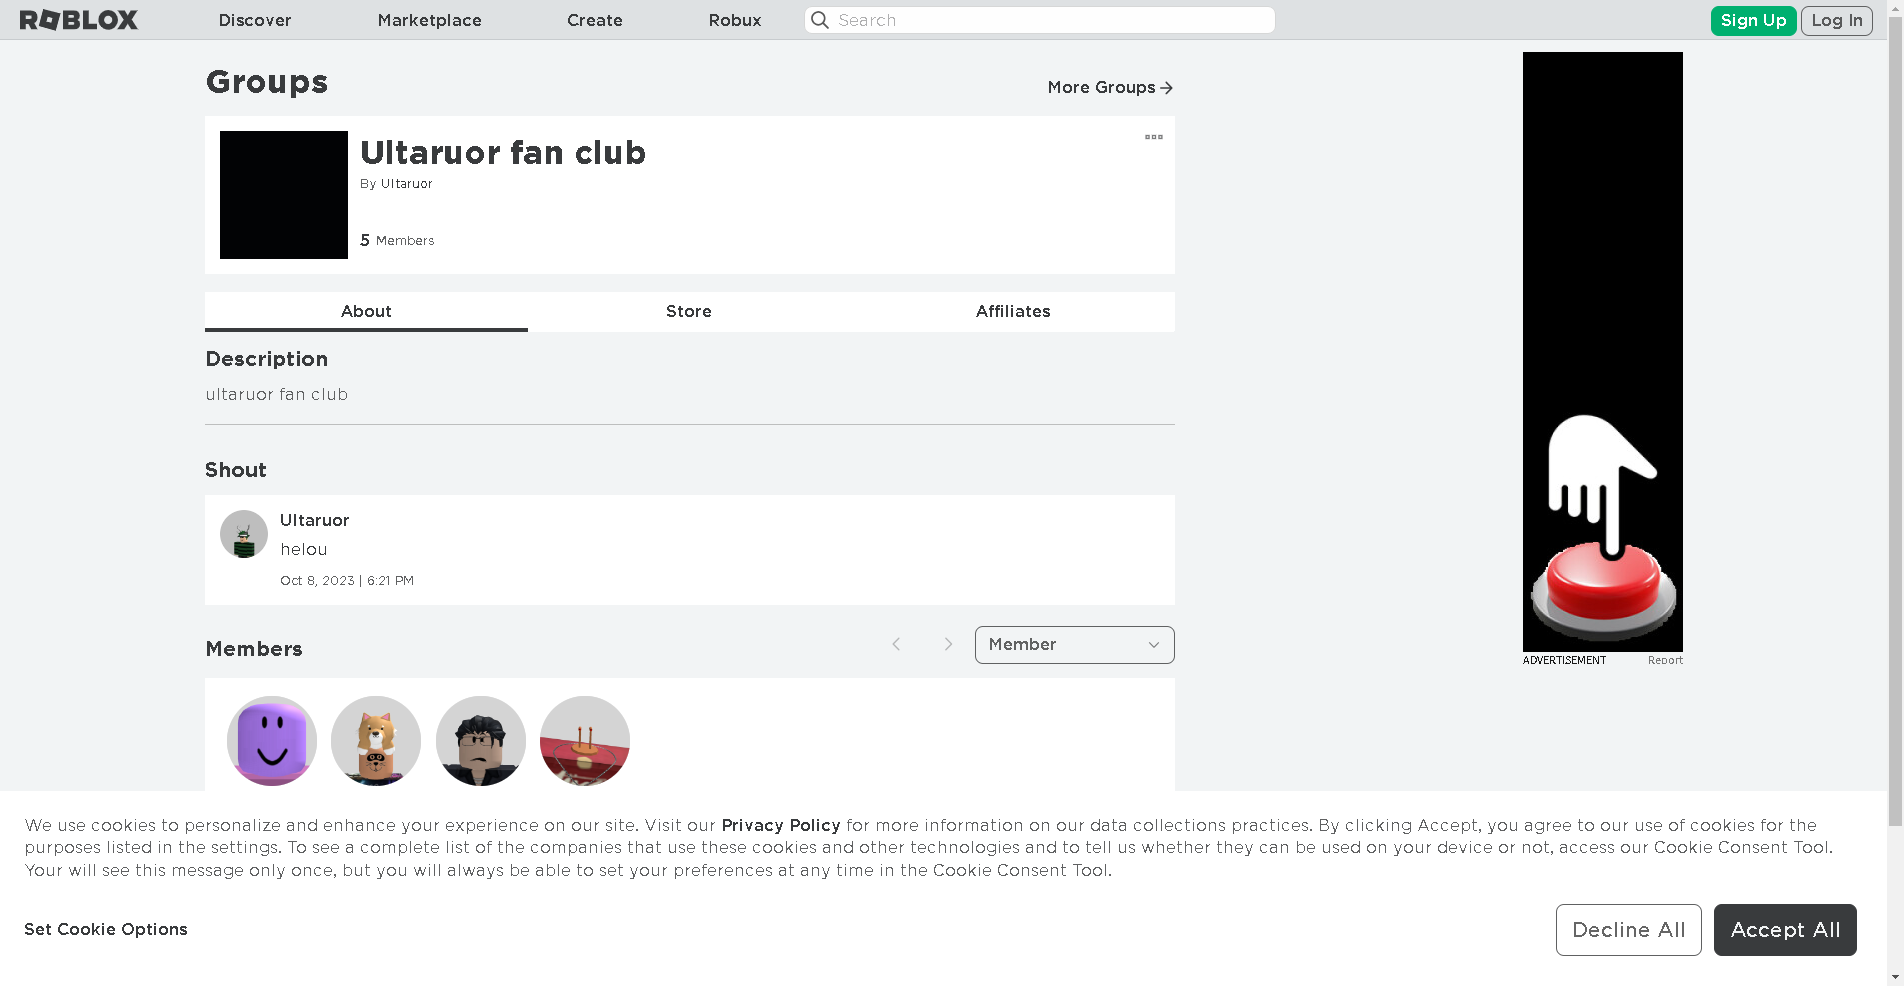 ROBLOX
Discover
Marketplace
Create
Robux
Search
Sign Up
Log In
Groups
More Groups
Ultaruor fan club
By Ultaruor
5 Members
About
Store
Affiliates
Description
ultaruor fan club
Shout
Ultaruor
helou
Oct 8, 2023 | 6:21 PM
Members
Member
ADVERTISEMENT
Report
We use cookies to personalize and enhance your experience on our site. Visit our Privacy Policy for more information on our data collections practices. By clicking Accept, you agree to our use of cookies for the
purposes listed in the settings. To see a complete list of the companies that use these cookies and other technologies and to tell us whether they can be used on your device or not, access our Cookie Consent Tool.
Your will see this message only once, but you will always be able to set your preferences at any time in the Cookie Consent Tool.
Set Cookie Options
Decline All
Accept All